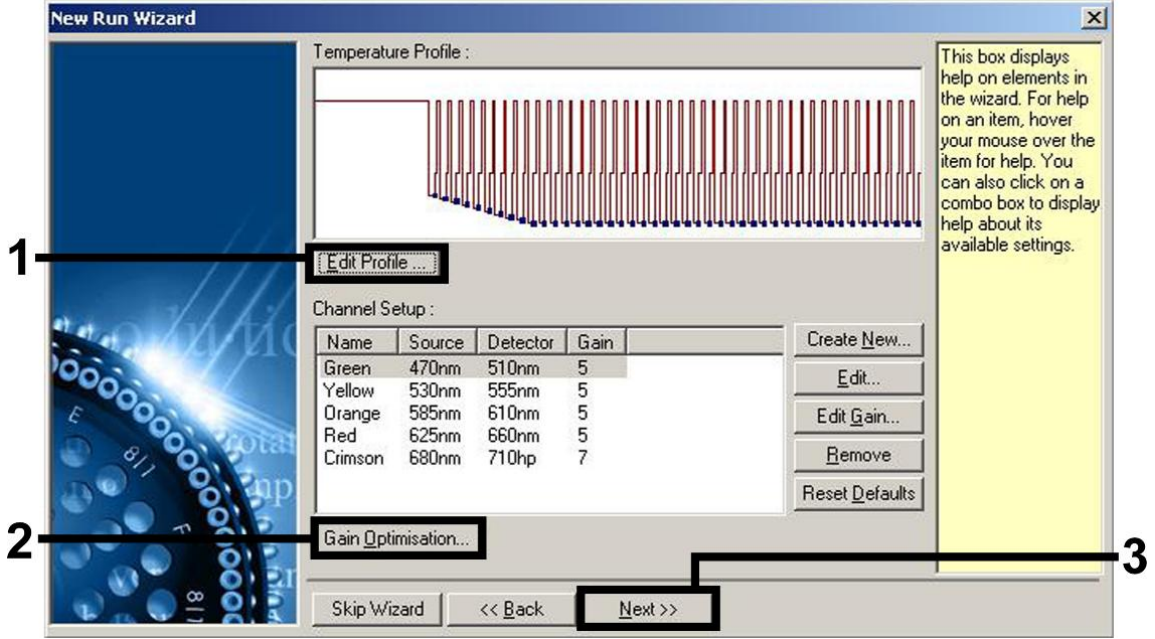 New Run Wizard
Temperature Profile :
This box displays
help on elements in
the wizard. For help
on an item, hover
your mouse over the
item for help. You
can also click on a
combo box to display
help about its
available settings.
1
Edit Profile ...
Channel Setup :
Name Source Detector Gain
Green 470nm 510nm 5
Yellow 530nm 555nm 5
Orange 585nm 610nm 5
Red 625nm 660nm 5
Crimson 680nm 710hp 7
Create New...
Edit...
Edit Gain...
Remove
Reset Defaults
2
Gain Optimisation...
3
Skip Wizard
<< Back
Next >>